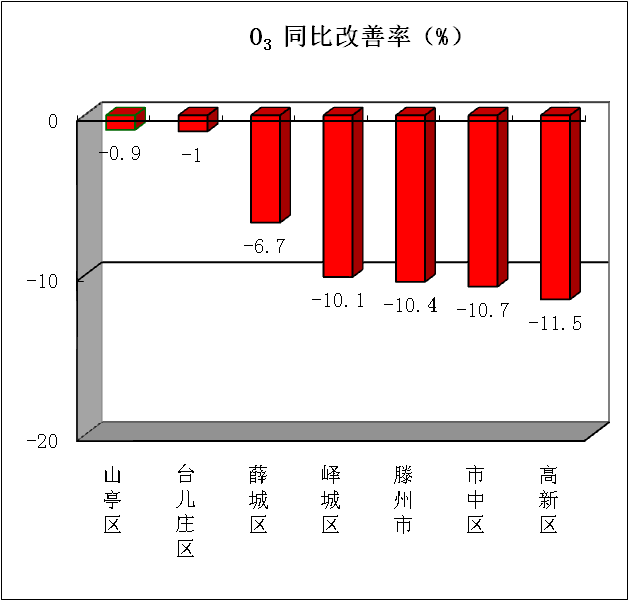 O₃ 同比改善率（%）
0
-10
-20
-0.9
-1
-6.7
-10.1
-10.4
-10.7
-11.5
山亭区
台儿庄区
薛城区
峄城区
滕州市
市中区
高新区